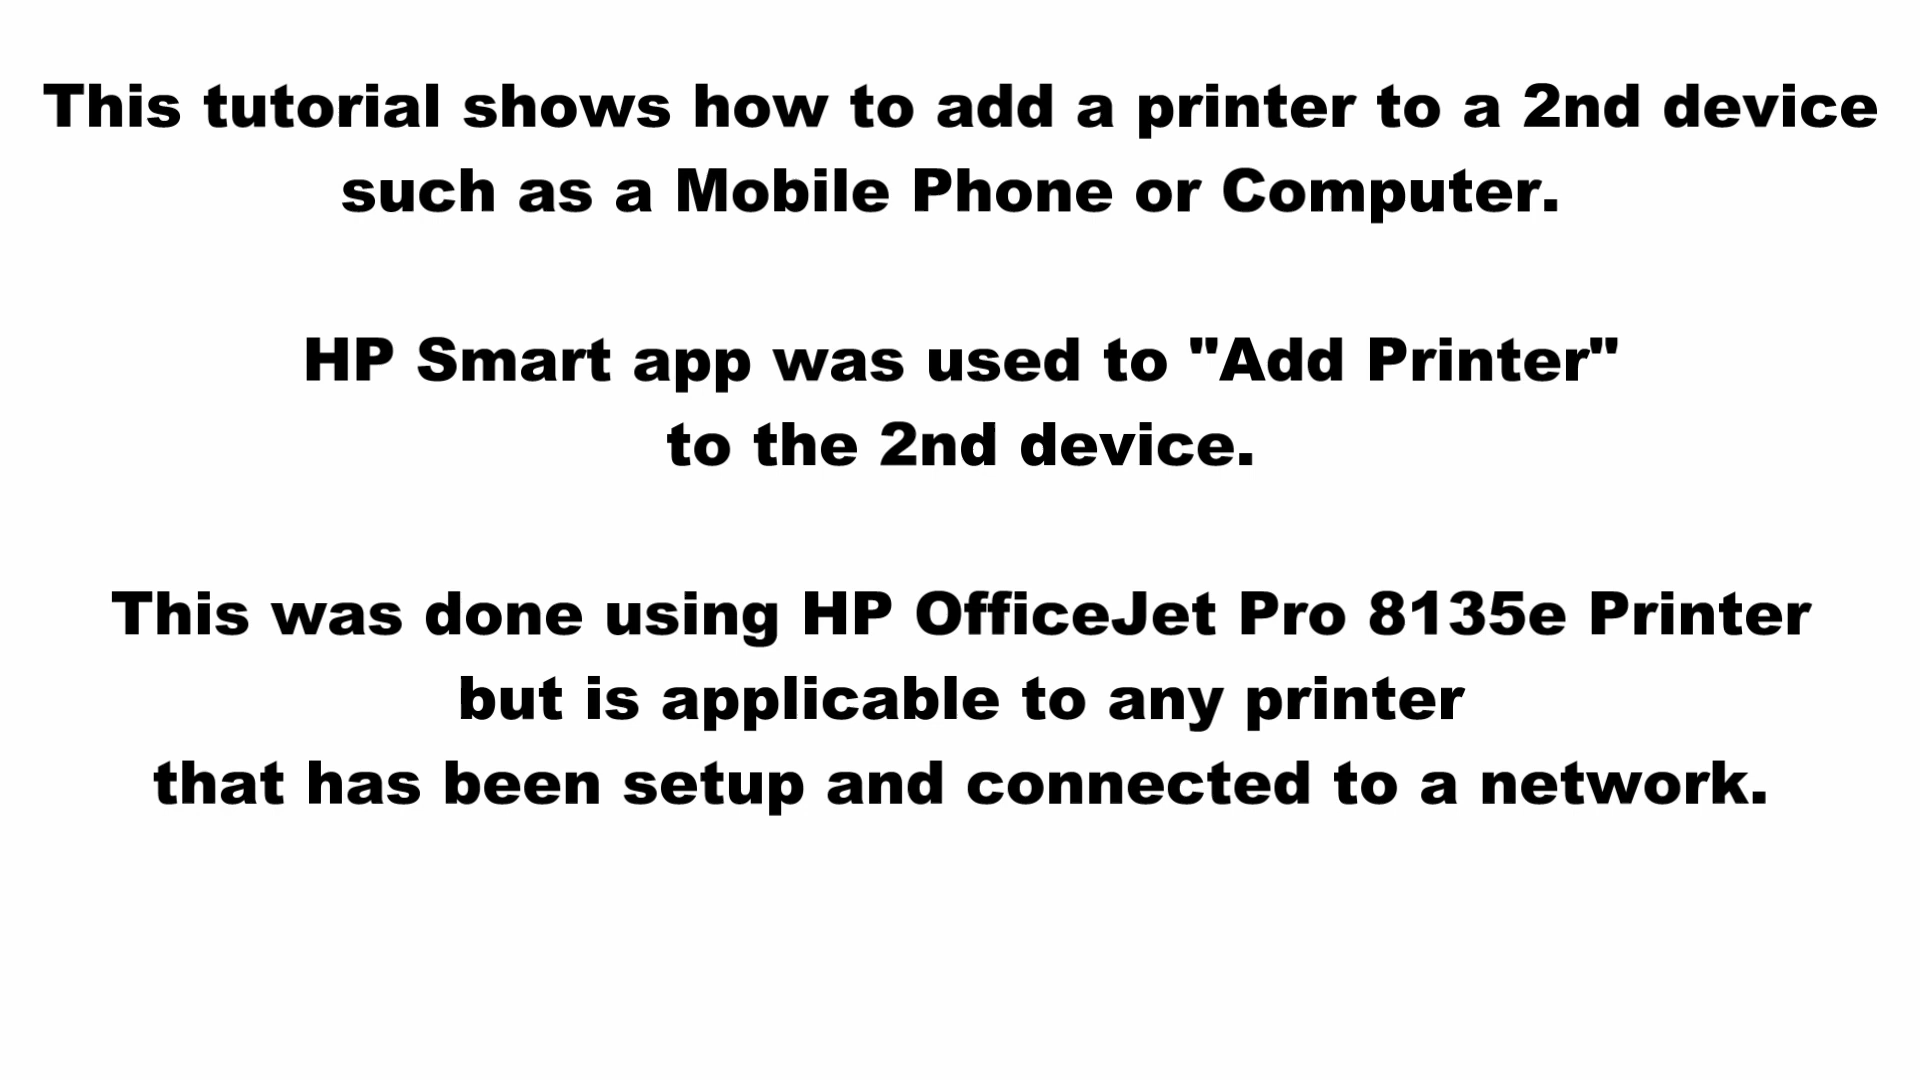 This tutorial shows how to add a printer to a 2nd device
such as a Mobile Phone or Computer.
HP Smart app was used to "Add Printer"
to the 2nd device.
This was done using HP OfficeJet Pro 8135e Printer
but is applicable to any printer
that has been setup and connected to a network.